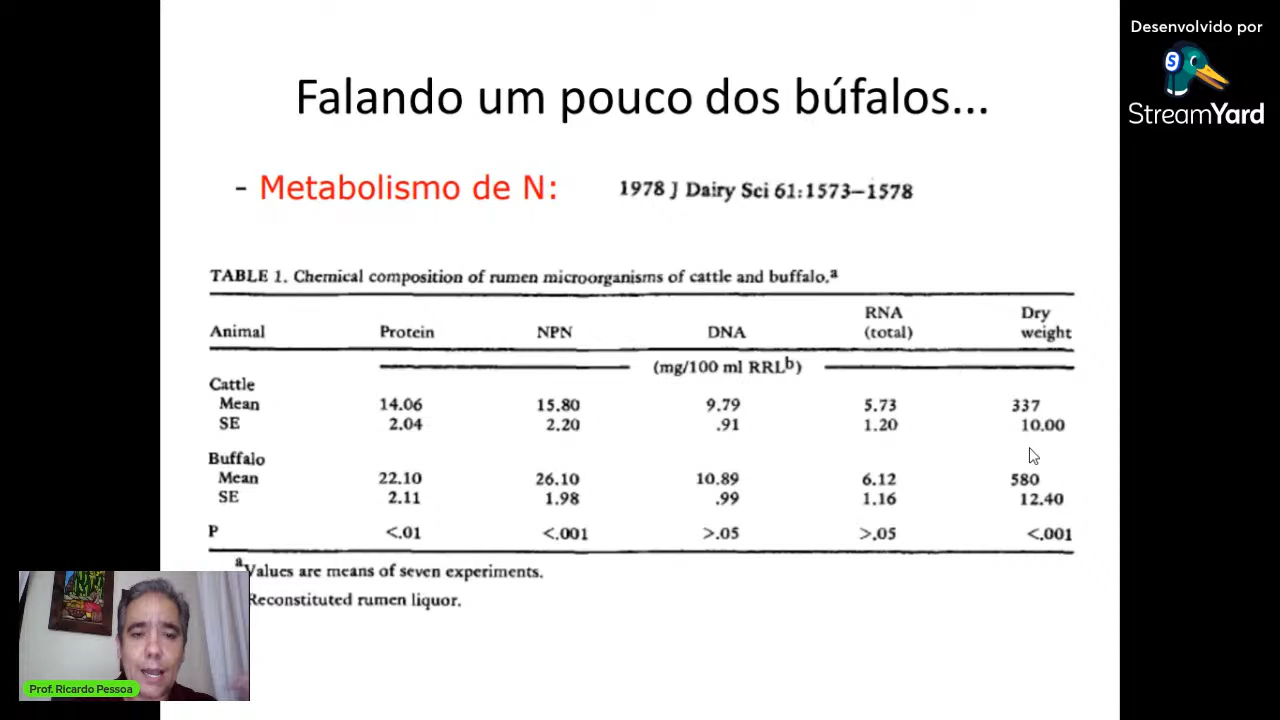 Desenvolvido por
StreamYard
Falando um pouco dos búfalos...
- Metabolismo de N: 1978 J Dairy Sci 61:1573–1578
TABLE 1. Chemical composition of rumen microorganisms of cattle and buffalo.a
Animal Protein NPN DNA RNA (total) Dry weight
(mg/100 ml RRLb)
Cattle
Mean 14.06 15.80 9.79 5.73 337
SE 2.04 2.20 .91 1.20 10.00
Buffalo
Mean 22.10 26.10 10.89 6.12 580
SE 2.11 1.98 .99 1.16 12.40
P <.01 <.001 >.05 >.05 <.001
aValues are means of seven experiments.
Reconstituted rumen liquor.
Prof. Ricardo Pessoa